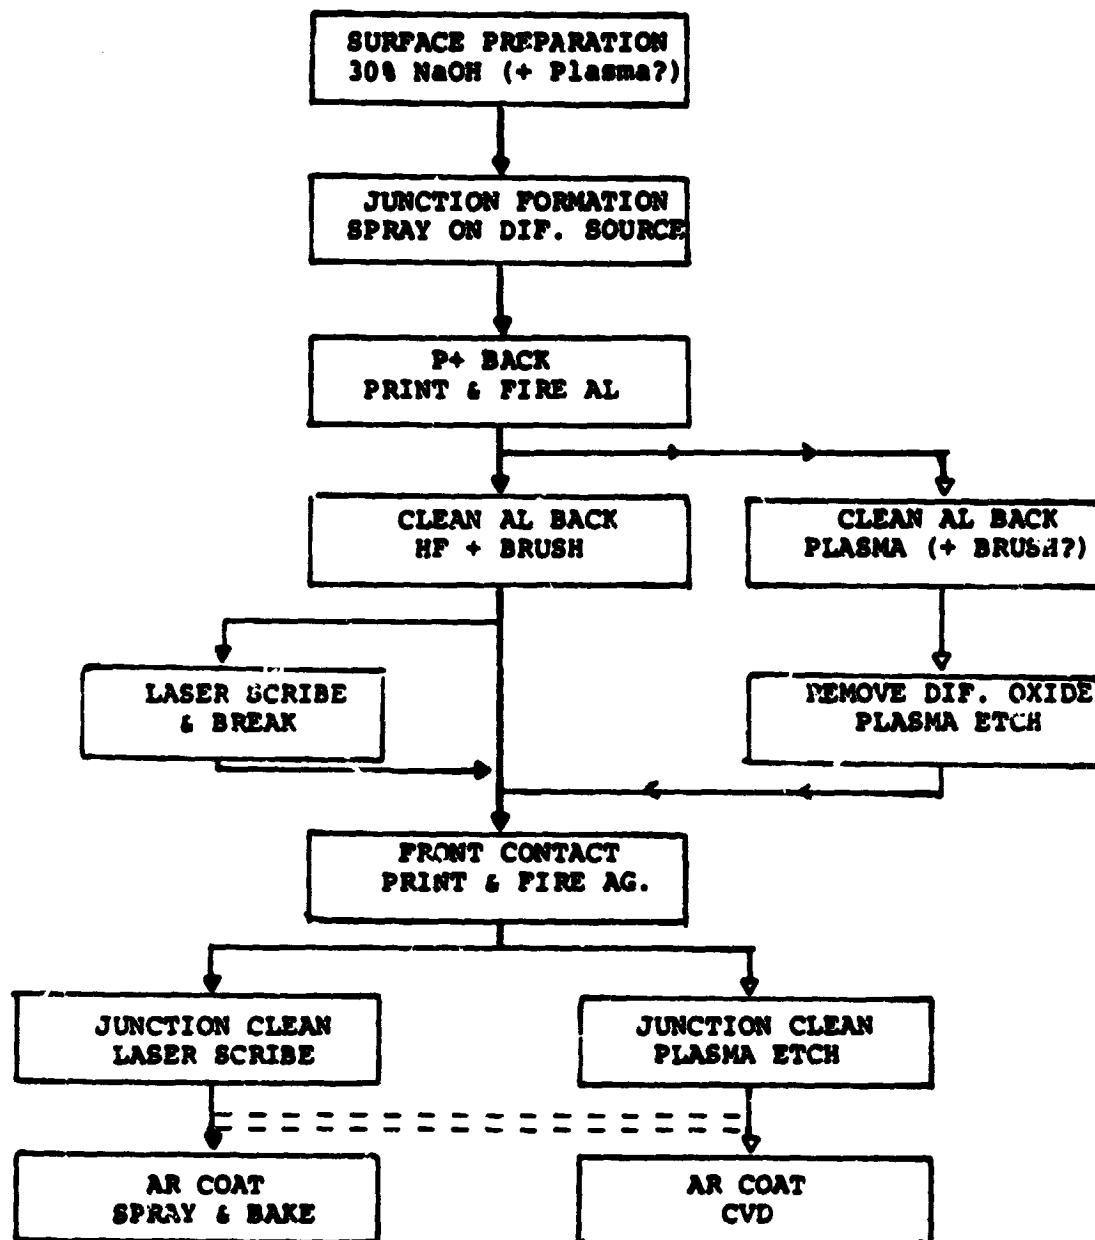 SURFACE PREPARATION
30% NaOH (+ Plasma?)
JUNCTION FORMATION
SPRAY ON DIF. SOURCE
P+ BACK
PRINT & FIRE AL
CLEAN AL BACK
HF + BRUSH
CLEAN AL BACK
PLASMA (+ BRUSH?)
LASER SCRIBE
& BREAK
REMOVE DIF. OXIDE
PLASMA ETCH
FRONT CONTACT
PRINT & FIRE AG.
JUNCTION CLEAN
LASER SCRIBE
JUNCTION CLEAN
PLASMA ETCH
AR COAT
SPRAY & BAKE
AR COAT
CVD